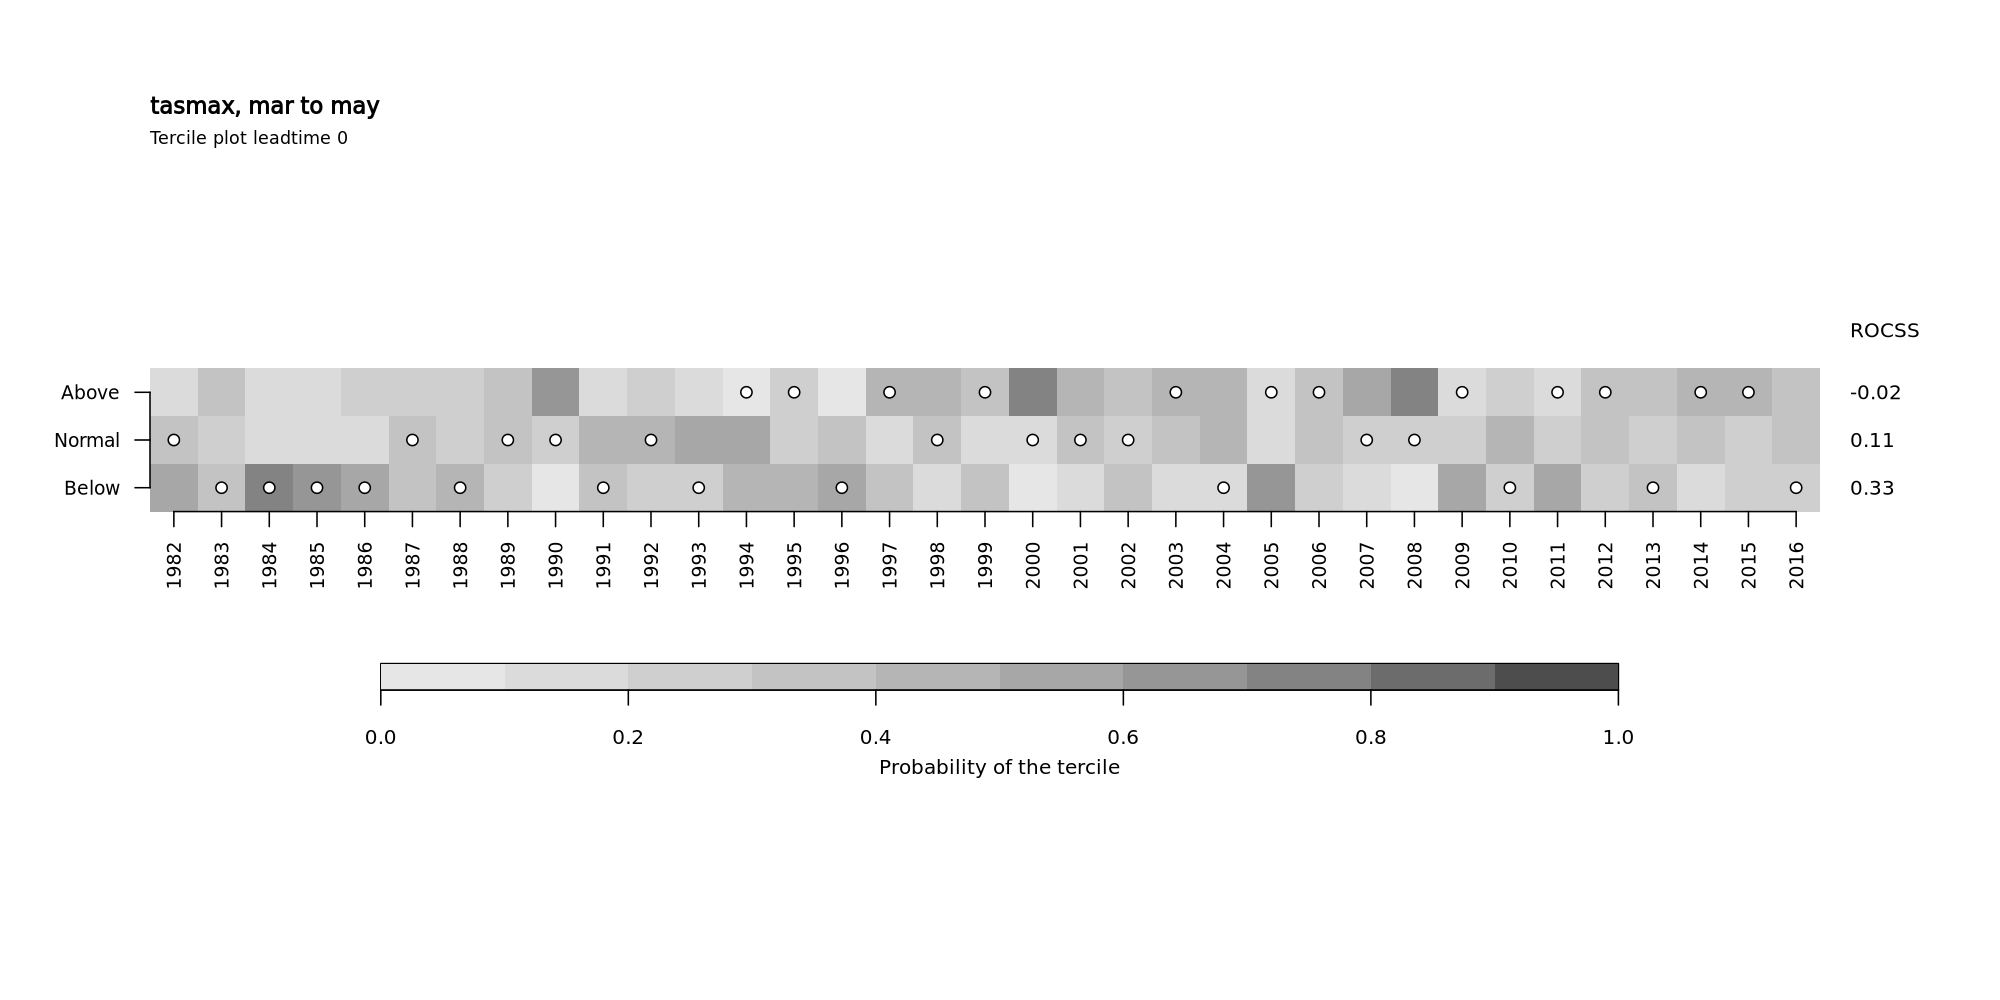 tasmax, mar to may
Tercile plot leadtime 0
ROCSS
Above -0.02
Normal 0.11
Below 0.33
1982 1983 1984 1985 1986 1987 1988 1989 1990 1991 1992 1993 1994 1995 1996 1997 1998 1999 2000 2001 2002 2003 2004 2005 2006 2007 2008 2009 2010 2011 2012 2013 2014 2015 2016
0.0 0.2 0.4 0.6 0.8 1.0
Probability of the tercile